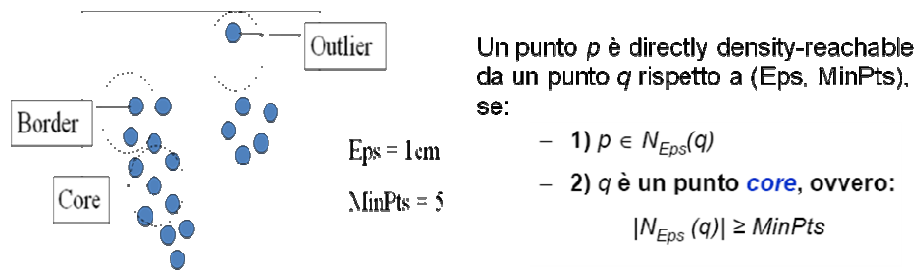 Outlier
Border
Core
Eps = 1cm
MinPts = 5
Un punto p è directly density-reachable
da un punto q rispetto a (Eps, MinPts),
se:
– 1) p ∈ NEps(q)
– 2) q è un punto core, ovvero:
|NEps (q)| ≥ MinPts